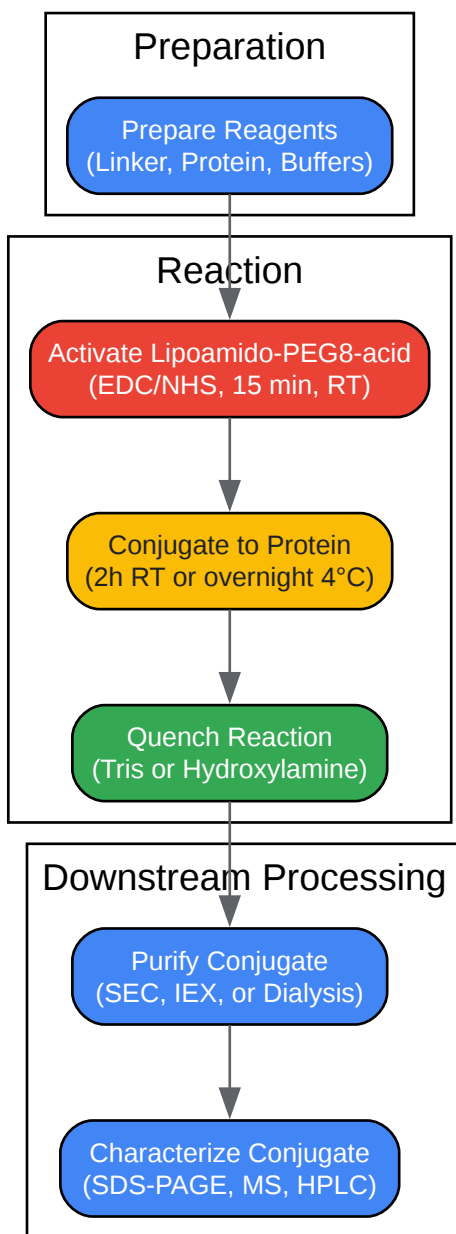 Preparation
Prepare Reagents
(Linker, Protein, Buffers)
Reaction
Activate Lipoamido-PEG8-acid
(EDC/NHS, 15 min, RT)
Conjugate to Protein
(2h RT or overnight 4°C)
Quench Reaction
(Tris or Hydroxylamine)
Downstream Processing
Purify Conjugate
(SEC, IEX, or Dialysis)
Characterize Conjugate
(SDS-PAGE, MS, HPLC)